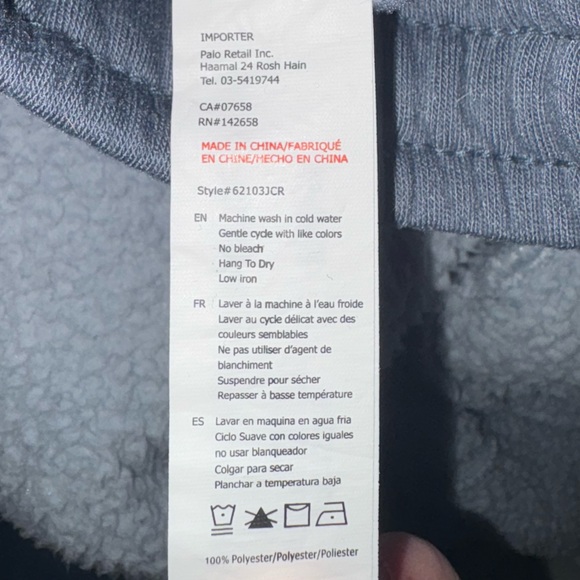 IMPORTER
Palo Retail Inc.
Haamal 24 Rosh Hain
Tel. 03-5419744
CA#07658
RN#142658
MADE IN CHINA/FABRIQUÉ
EN CHINE/HECHO EN CHINA
Style#62103JCR
EN Machine wash in cold water
Gentle cycle with like colors
No bleach
Hang To Dry
Low iron
FR Laver à la machine à l'eau froide
Laver au cycle délicat avec des
couleurs semblables
Ne pas utiliser d'agent de
blanchiment
Suspendre pour sécher
Repasser à basse température
ES Lavar en maquina en agua fria
Ciclo Suave con colores iguales
no usar blanqueador
Colgar para secar
Planchar a temperatura baja
100% Polyester/Polyester/Poliester